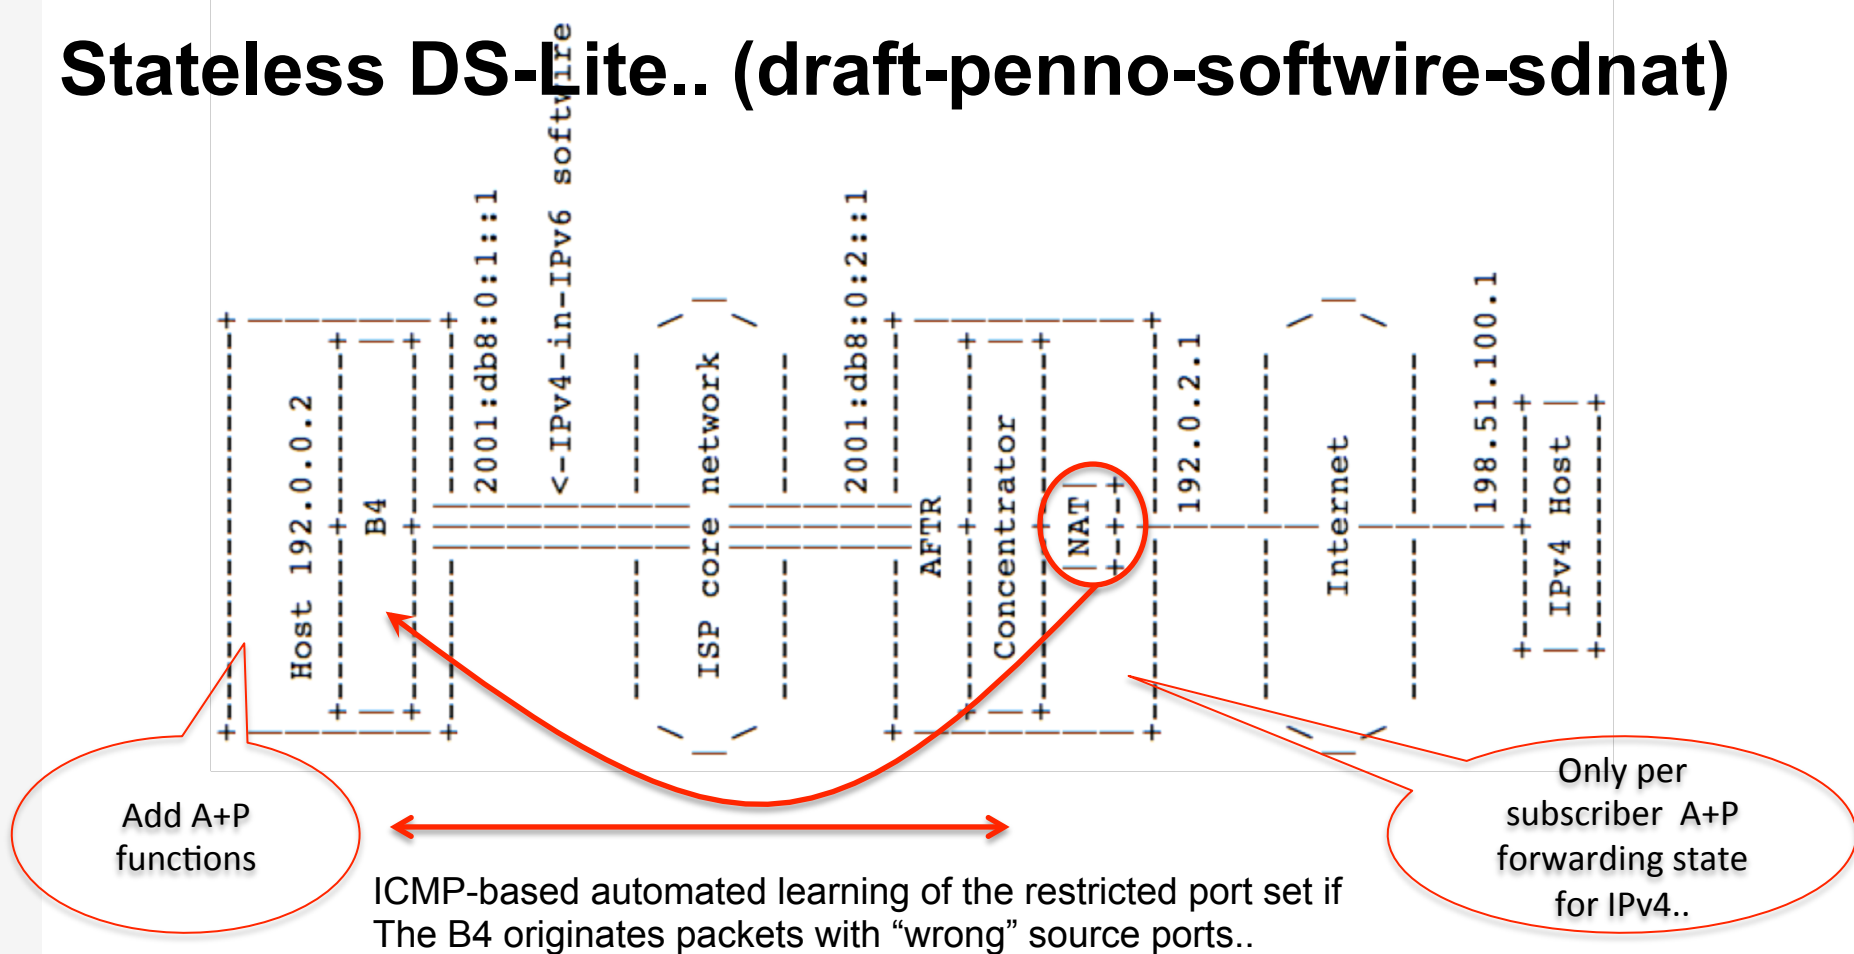 Stateless DS-Lite.. (draft-penno-softwire-sdnat)
Host 192.0.0.2
B4
2001:db8:0:1::1
<-IPv4-in-IPv6 softwire
ISP core network
2001:db8:0:2::1
AFTR
Concentrator
|NAT|
192.0.2.1
Internet
198.51.100.1
| IPv4 Host |
Add A+P
functions
Only per
subscriber A+P
forwarding state
for IPv4..
ICMP-based automated learning of the restricted port set if
The B4 originates packets with “wrong” source ports..